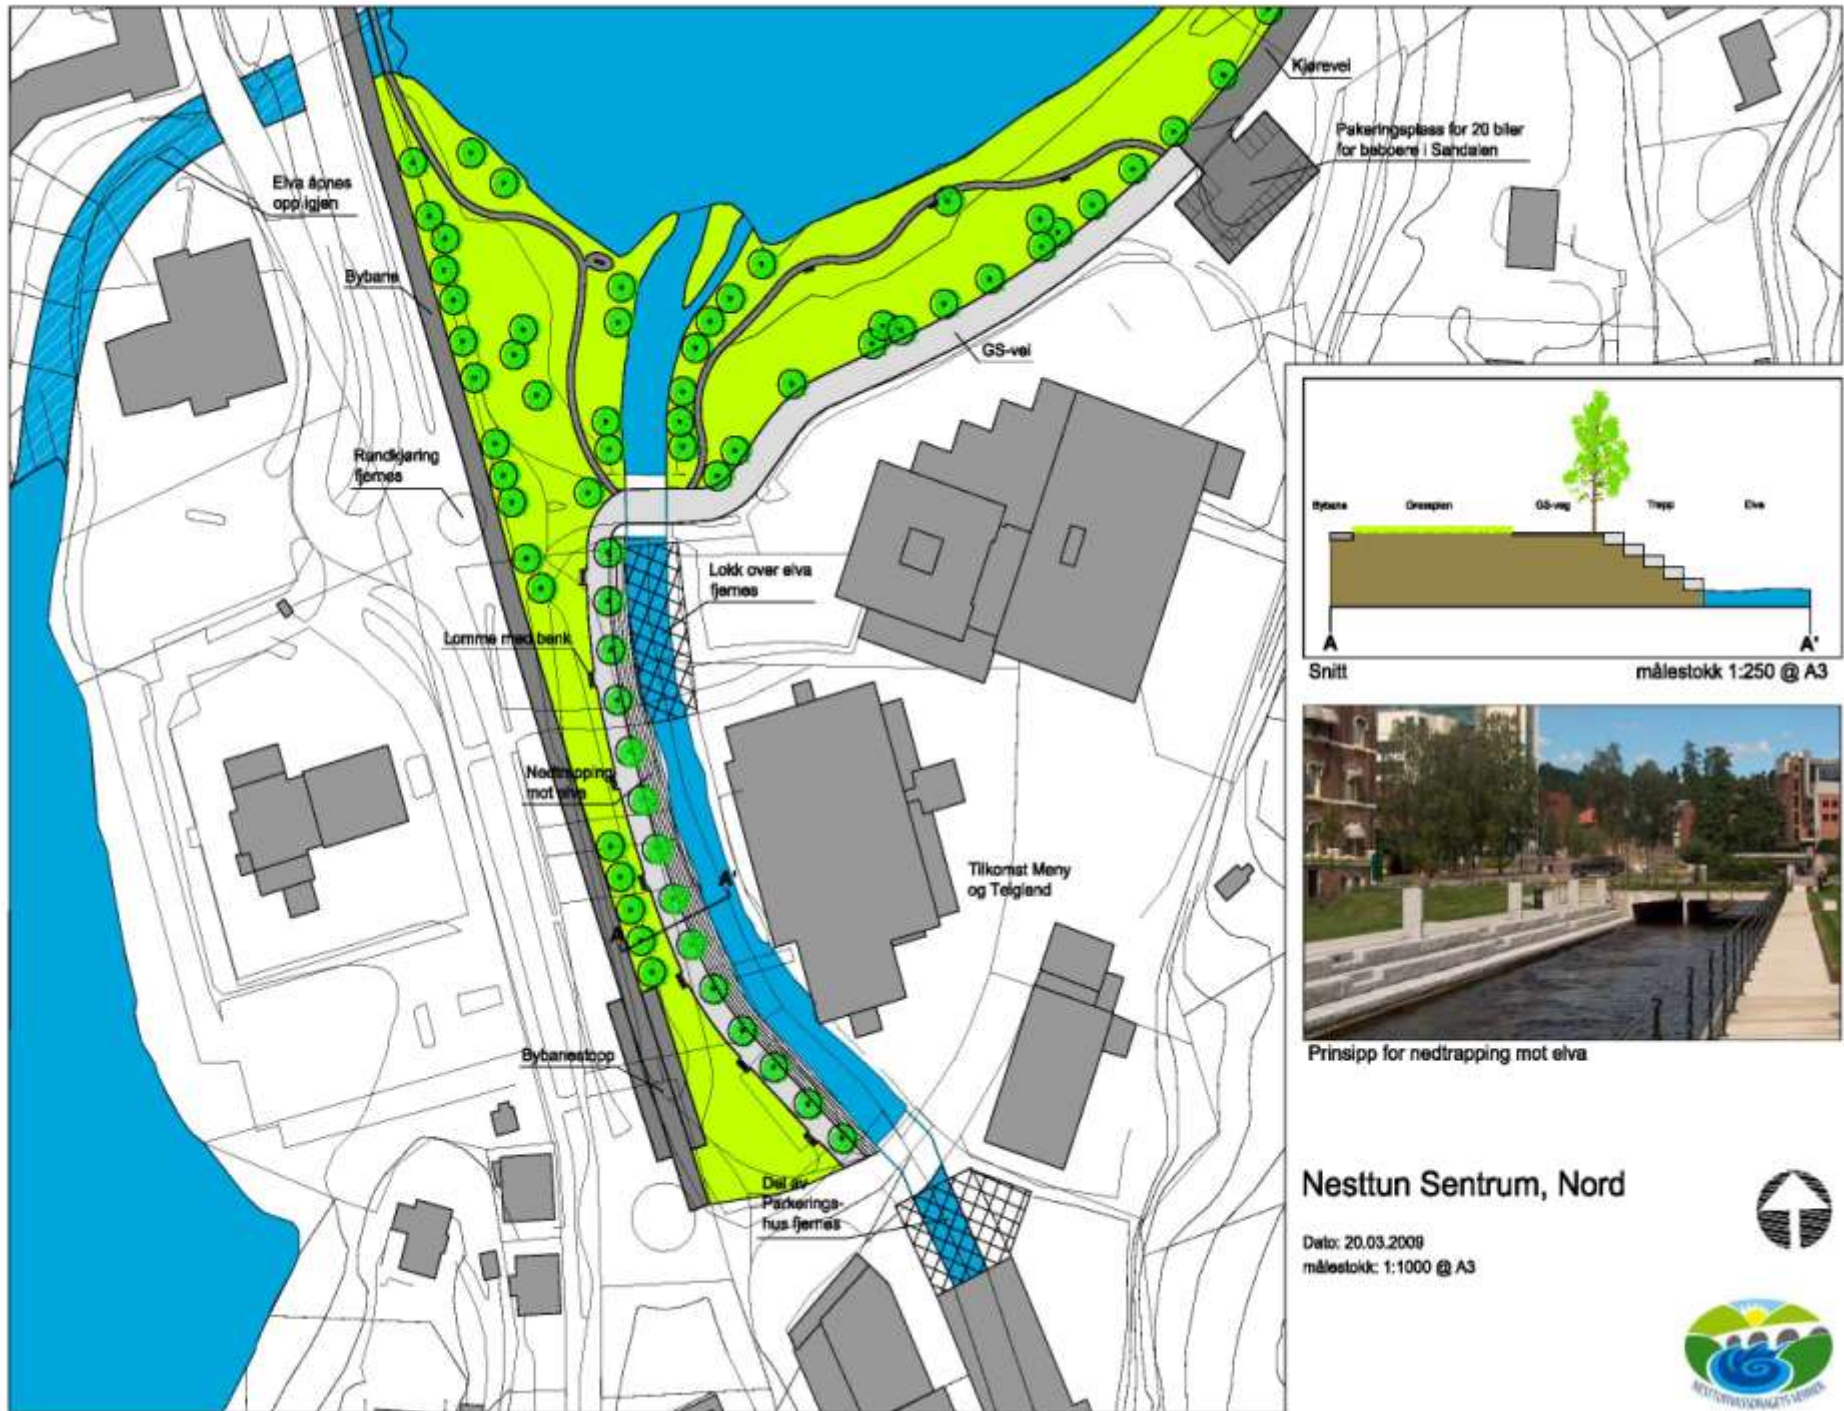 Kjørevei
Pakeringsplass for 20 biler
for beboere i Sandalen
Elva åpnes
opp igjen
Bybane
GS-vei
Rundkjøring
fjernes
Lokk over elva
fjernes
Lomme med benk
Nedtrapping
mot elva
A'
Tilkomst Meny
og Telgland
A
Bybanestopp
Del av
Parkerings-
hus fjernes
Bybane Gressplen GS-veg Trapp Elva
A A'
Snitt målestokk 1:250 @ A3
Prinsipp for nedtrapping mot elva
Nesttun Sentrum, Nord
Dato: 20.03.2009
målestokk: 1:1000 @ A3
NESTTUNVASSDRAGETS VENNER